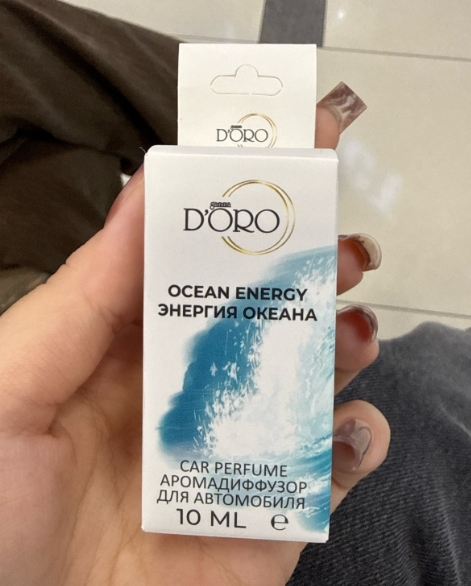 D'ORO
D'ORO
OCEAN ENERGY
ЭНЕРГИЯ ОКЕАНА
CAR PERFUME
АРОМАДИФФУЗОР
ДЛЯ АВТОМОБИЛЯ
10 ML ℮